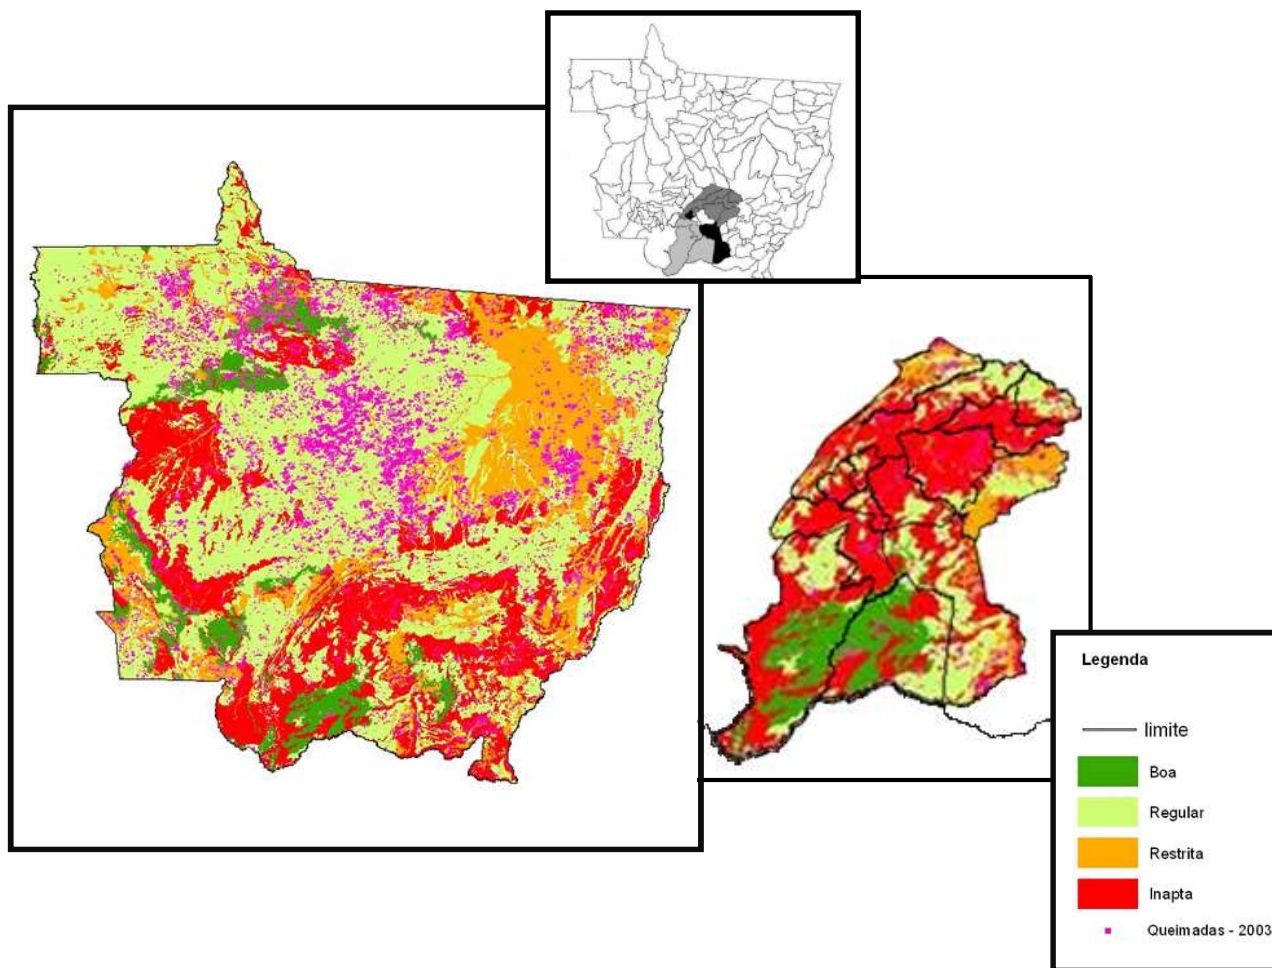 Legenda
limite
Boa
Regular
Restrita
Inapta
Queimadas - 2003